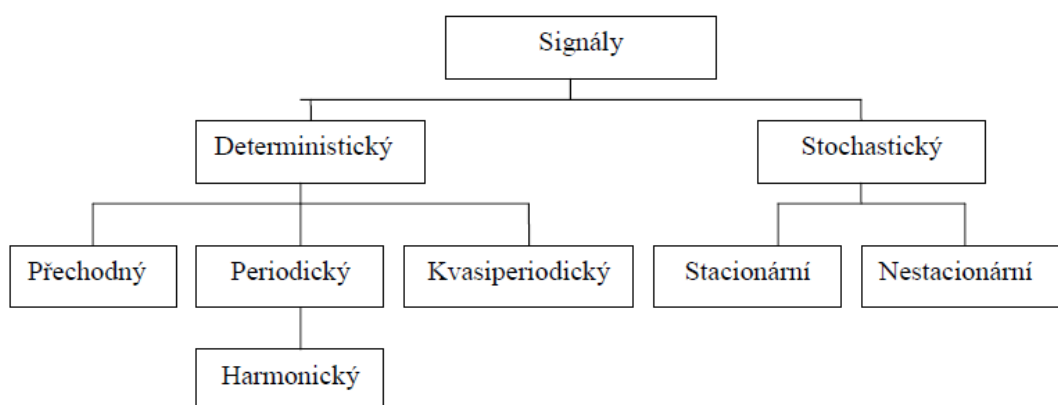 Signály
Deterministický
Stochastický
Přechodný
Periodický
Kvasiperiodický
Stacionární
Nestacionární
Harmonický